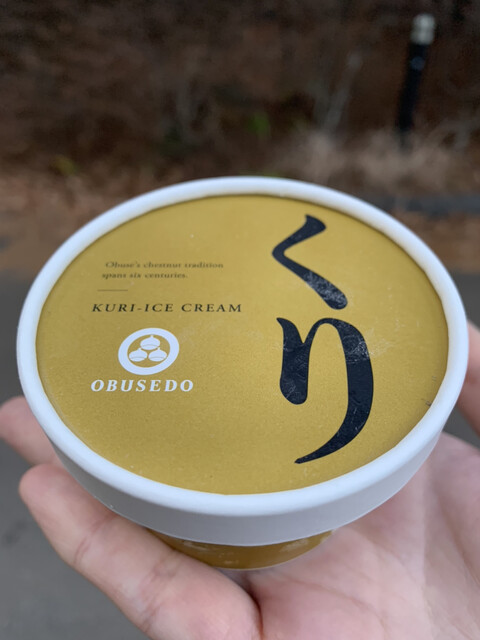 Obuse's chestnut tradition
spans six centuries.
KURI-ICE CREAM
OBUSEDO
くり